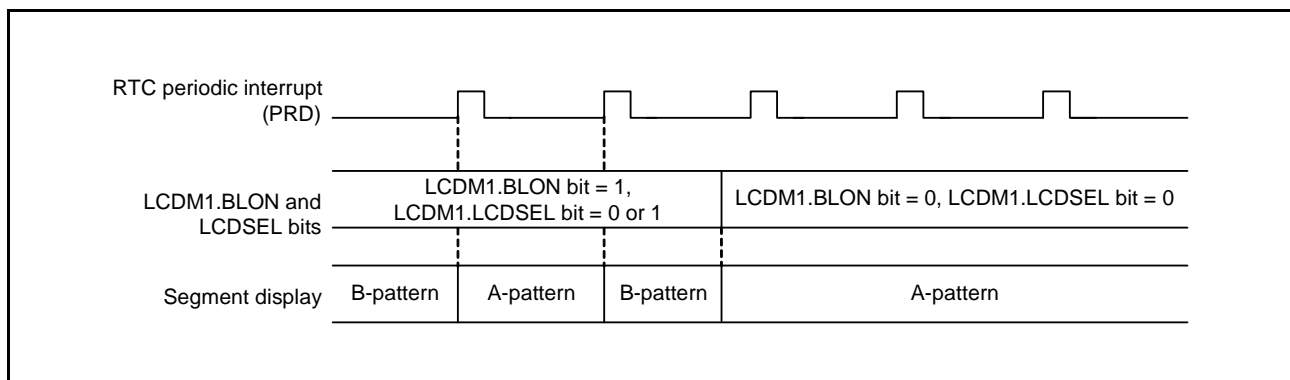 RTC periodic interrupt
(PRD)
LCDM1.BLON and
LCDSEL bits
LCDM1.BLON bit = 1,
LCDM1.LCDSEL bit = 0 or 1
LCDM1.BLON bit = 0, LCDM1.LCDSEL bit = 0
Segment display
B-pattern
A-pattern
B-pattern
A-pattern